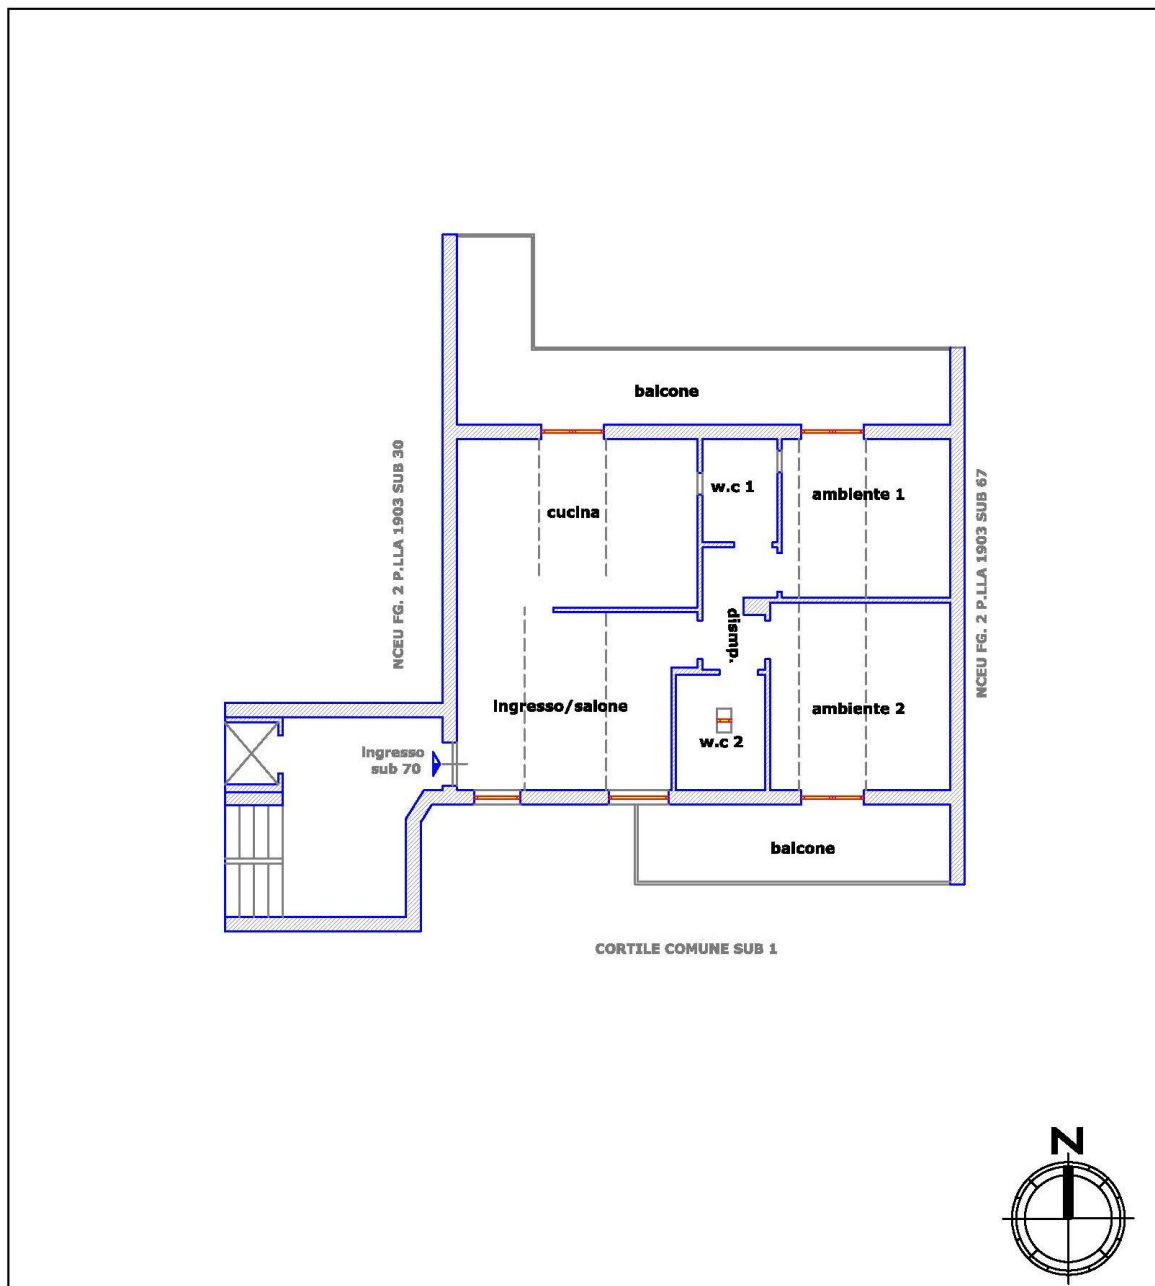 balcone
NCEU FG. 2 P.LLA 1903 SUB 30
w.c 1
ambiente 1
cucina
NCEU FG. 2 P.LLA 1903 SUB 67
dismp.
ingresso/salone
ambiente 2
w.c 2
ingresso
sub 70
balcone
CORTILE COMUNE SUB 1
N